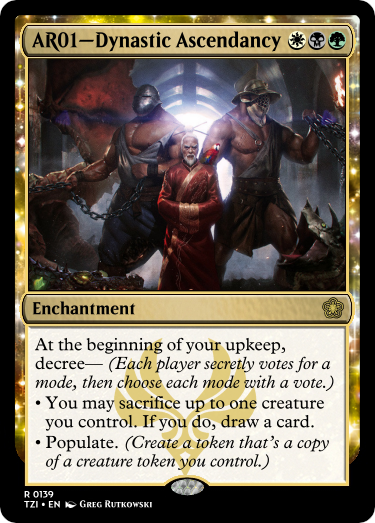 AR01—Dynastic Ascendancy
Enchantment
At the beginning of your upkeep,
decree— (Each player secretly votes for a
mode, then choose each mode with a vote.)
• You may sacrifice up to one creature
you control. If you do, draw a card.
• Populate. (Create a token that's a copy
of a creature token you control.)
R 0139
TZI • EN Greg Rutkowski